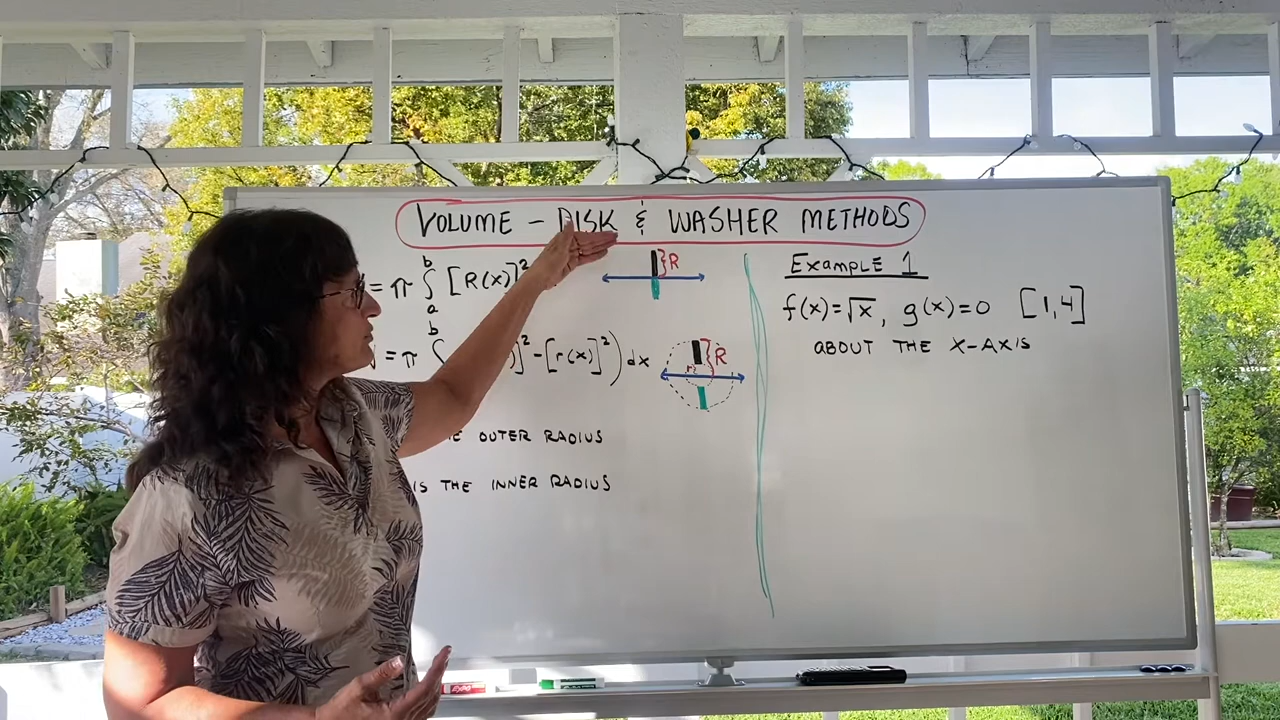 VOLUME - DISK & WASHER METHODS
= π ∫ [R(x)]²
b
a
R
b
= π ∫ ]² - [r(x)]²) dx
r
R
OUTER RADIUS
IS THE INNER RADIUS
Example 1
f(x)=√x, g(x)=0 [1,4]
ABOUT THE X-AXIS